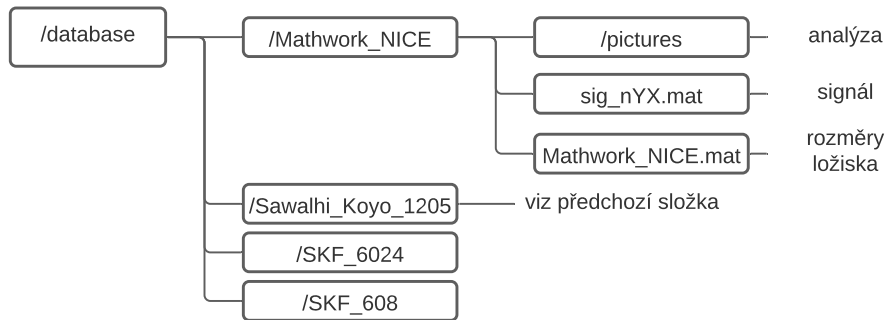 /database
/Mathwork_NICE
/pictures
analýza
sig_nYX.mat
signál
Mathwork_NICE.mat
rozměry
ložiska
/Sawalhi_Koyo_1205
viz předchozí složka
/SKF_6024
/SKF_608